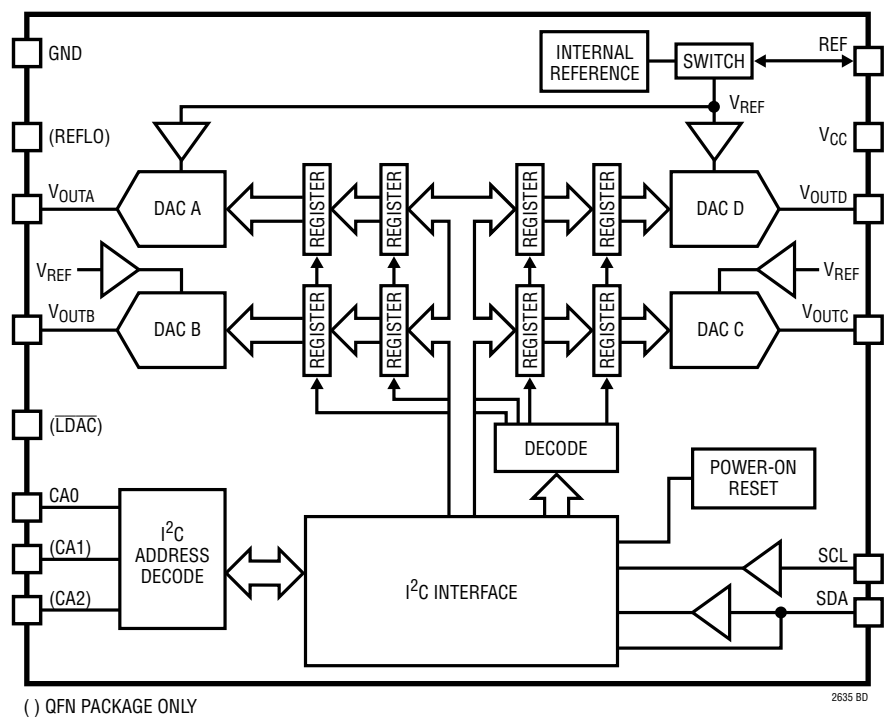 GND
INTERNAL
REFERENCE
SWITCH
REF
(REFLO)
VREF
VCC
VOUTA
DAC A
REGISTER
REGISTER
REGISTER
REGISTER
DAC D
VOUTD
VREF
VREF
VOUTB
DAC B
REGISTER
REGISTER
REGISTER
REGISTER
DAC C
VOUTC
(LDAC)
DECODE
POWER-ON
RESET
CA0
(CA1)
(CA2)
I2C
ADDRESS
DECODE
I2C INTERFACE
SCL
SDA
2635 BD
( ) QFN PACKAGE ONLY